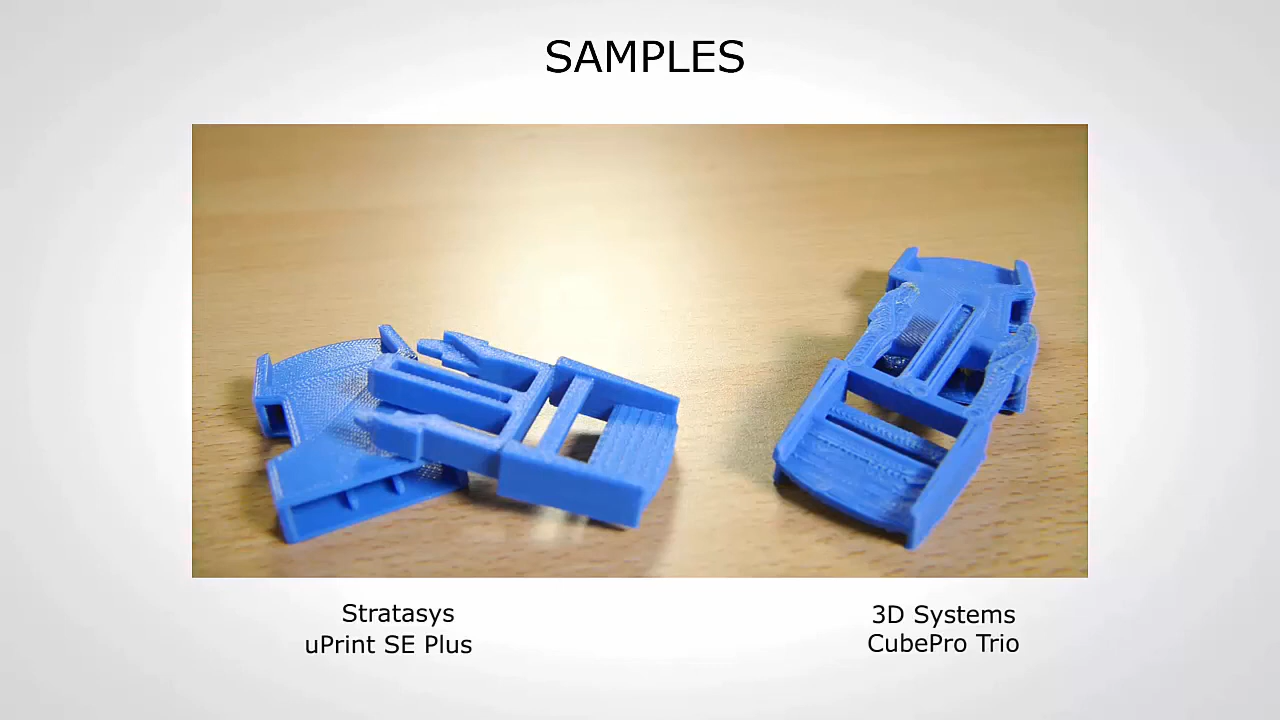 SAMPLES
Stratasys
uPrint SE Plus
3D Systems
CubePro Trio